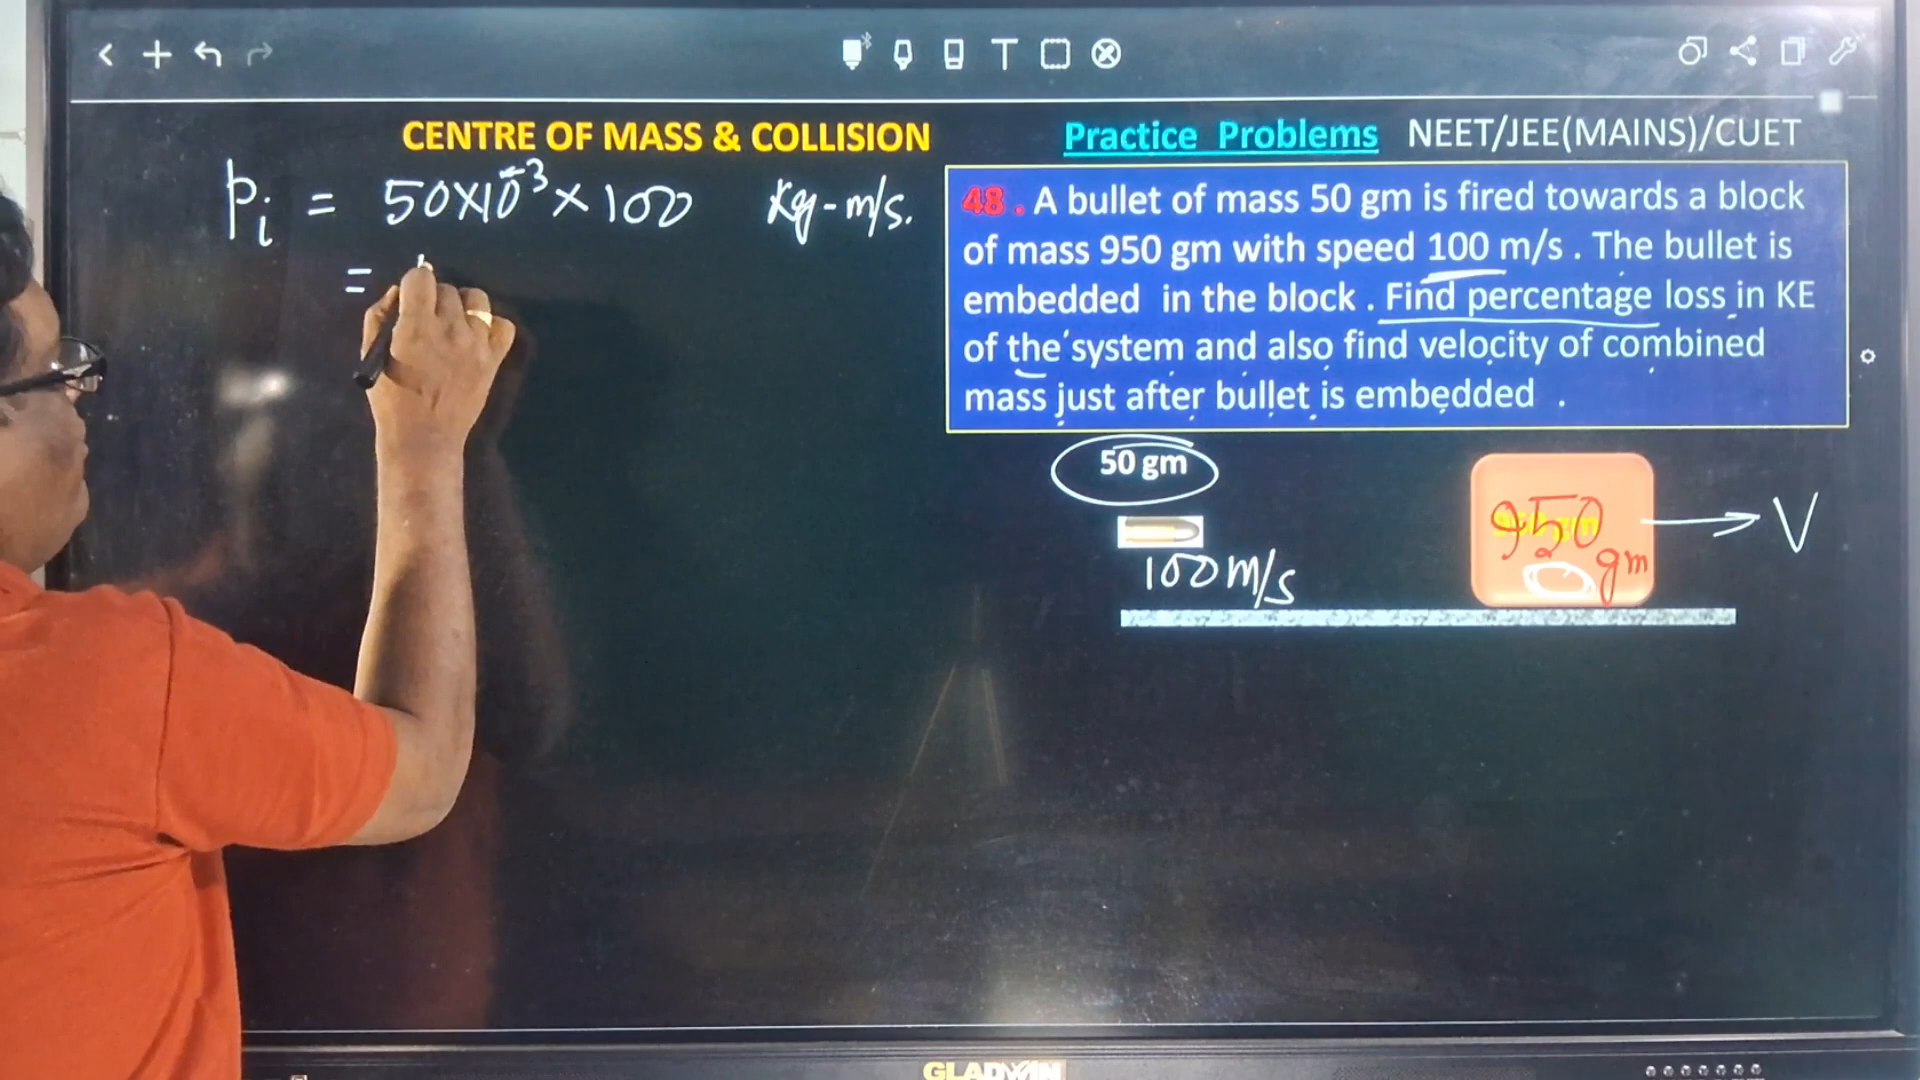 CENTRE OF MASS & COLLISION
Practice Problems NEET/JEE(MAINS)/CUET
pi = 50×10⁻³ × 100 kg-m/s.
=
48 . A bullet of mass 50 gm is fired towards a block
of mass 950 gm with speed 100 m/s . The bullet is
embedded in the block . Find percentage loss in KE
of the system and also find velocity of combined
mass just after bullet is embedded .
50 gm
950 gm
V
100 m/s
GLADWIN